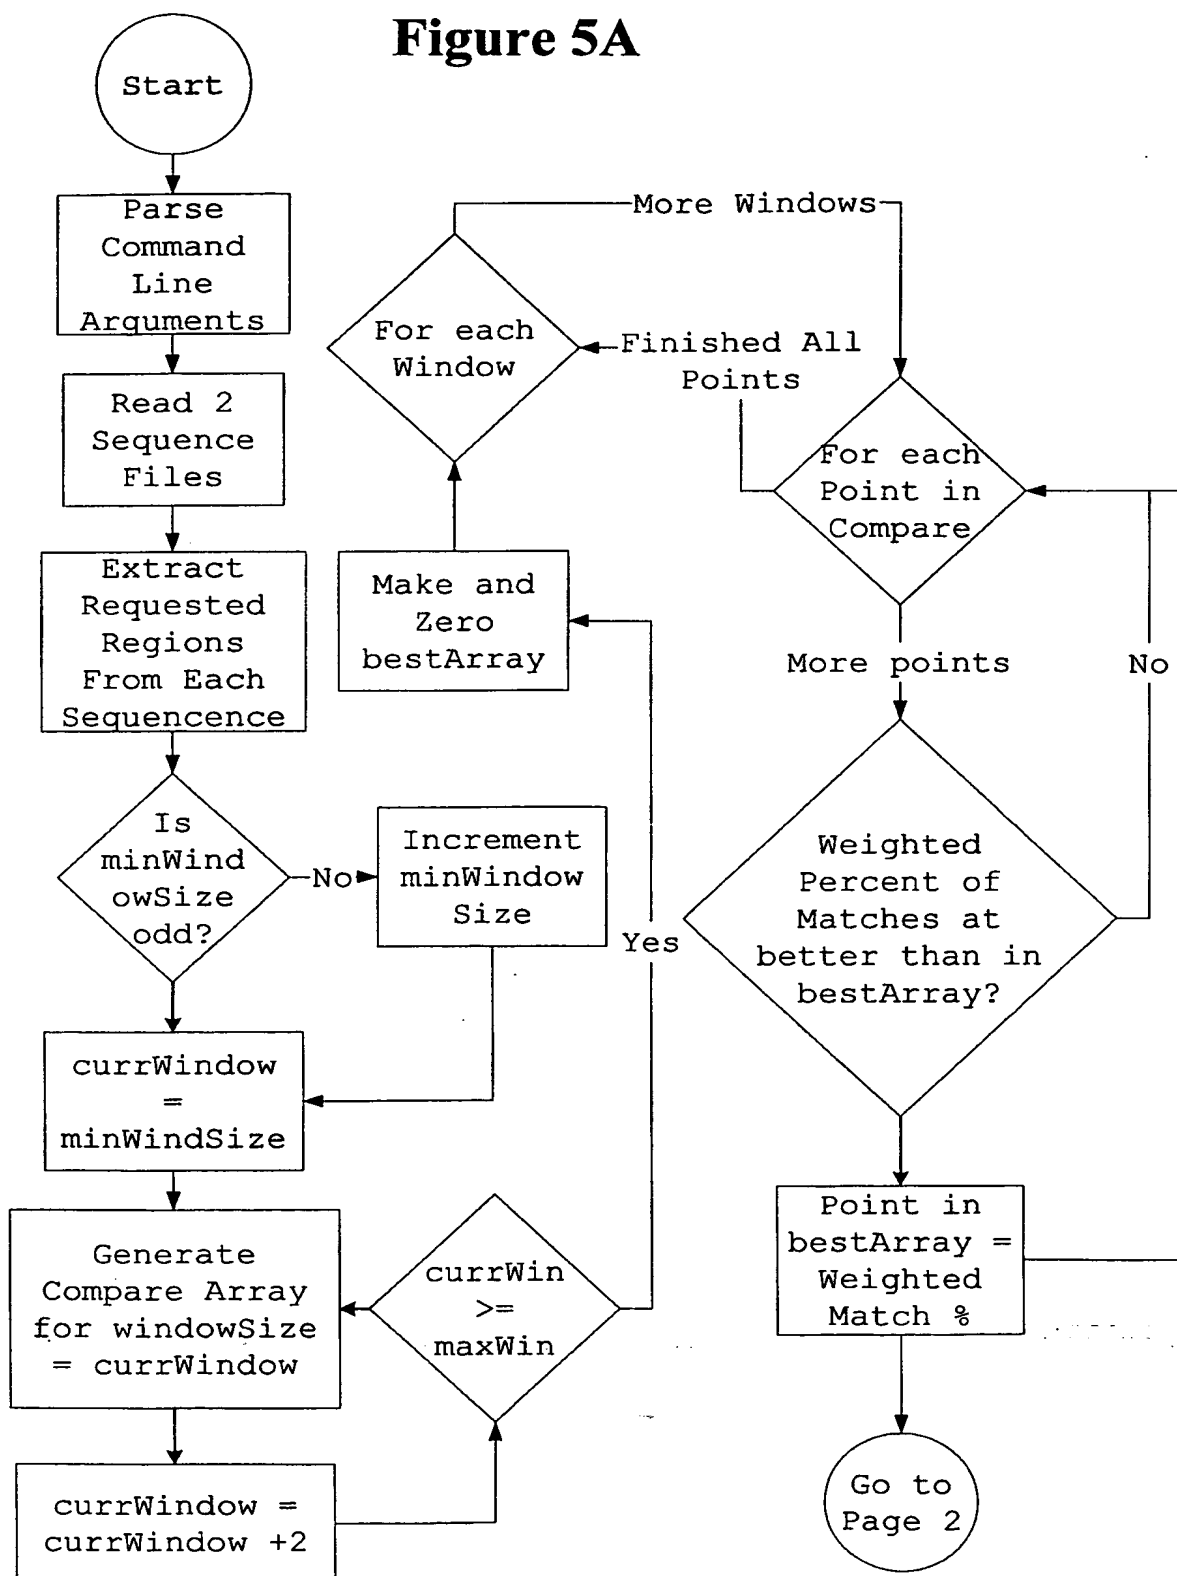 Figure 5A
Start
Parse
Command
Line
Arguments
Read 2
Sequence
Files
Extract
Requested
Regions
From Each
Sequencence
Is
minWind
owSize
odd?
No
Increment
minWindow
Size
currWindow
=
minWindSize
Generate
Compare Array
for windowSize
= currWindow
currWindow =
currWindow +2
currWin
>=
maxWin
Yes
Make and
Zero
bestArray
For each
Window
More Windows
Finished All
Points
For each
Point in
Compare
More points
No
Weighted
Percent of
Matches at
better than in
bestArray?
Point in
bestArray =
Weighted
Match %
Go to
Page 2